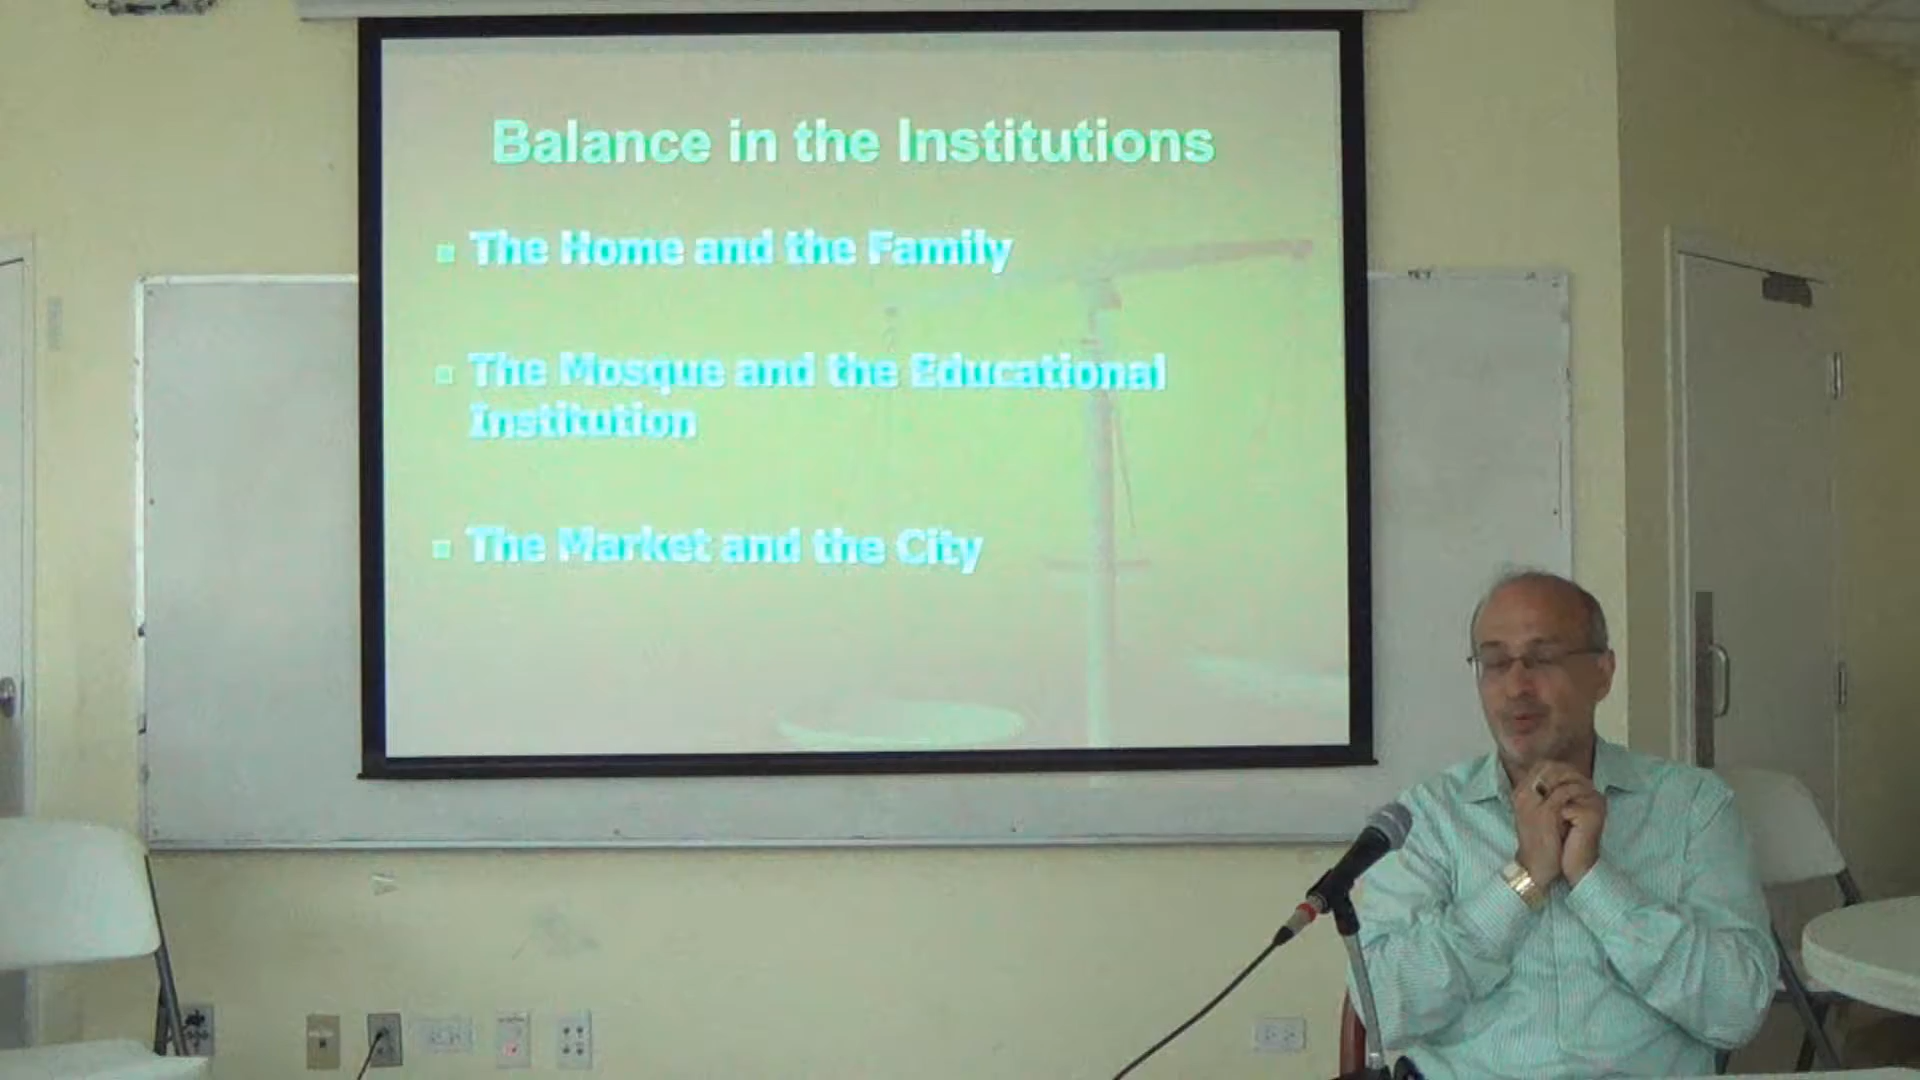 Balance in the Institutions
The Home and the Family
The Mosque and the Educational
Institution
The Market and the City